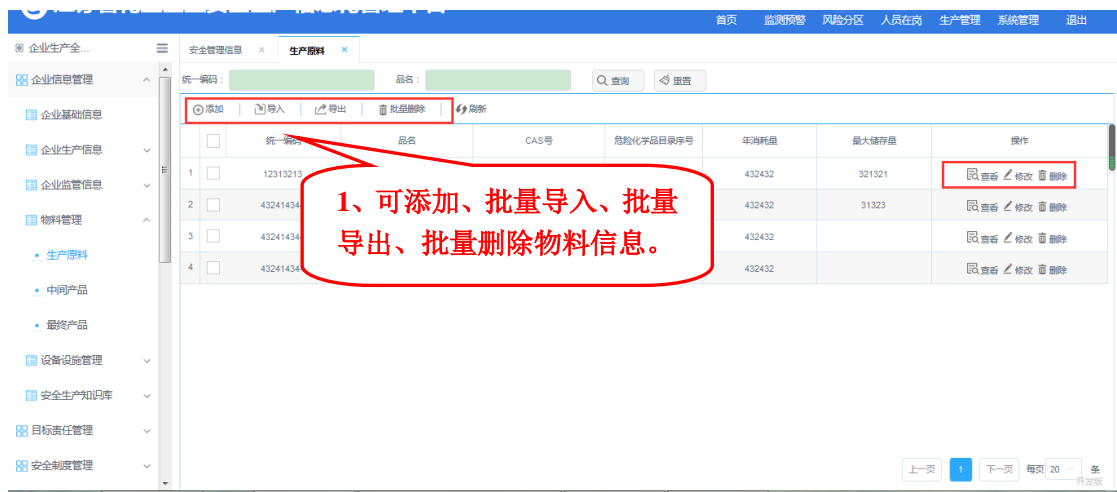 首页 监测预警 风险分区 人员在岗 生产管理 系统管理 退出
企业生产全...
安全管理信息 × 生产原料 ×
企业信息管理
企业基础信息
企业生产信息
企业监管信息
物料管理
生产原料
中间产品
最终产品
设备设施管理
安全生产知识库
目标责任管理
安全制度管理
统一编码: 品名: 查询 重置
添加 导入 导出 批量删除 刷新
统一编码 品名 CAS号 危险化学品目录序号 年消耗量 最大储存量 操作
1 12313213 432432 321321 查看 修改 删除
2 43241434 432432 31323 查看 修改 删除
3 43241434 432432 查看 修改 删除
4 43241434 432432 查看 修改 删除
1、可添加、批量导入、批量
导出、批量删除物料信息。
上一页 1 下一页 每页 20 条
开发版